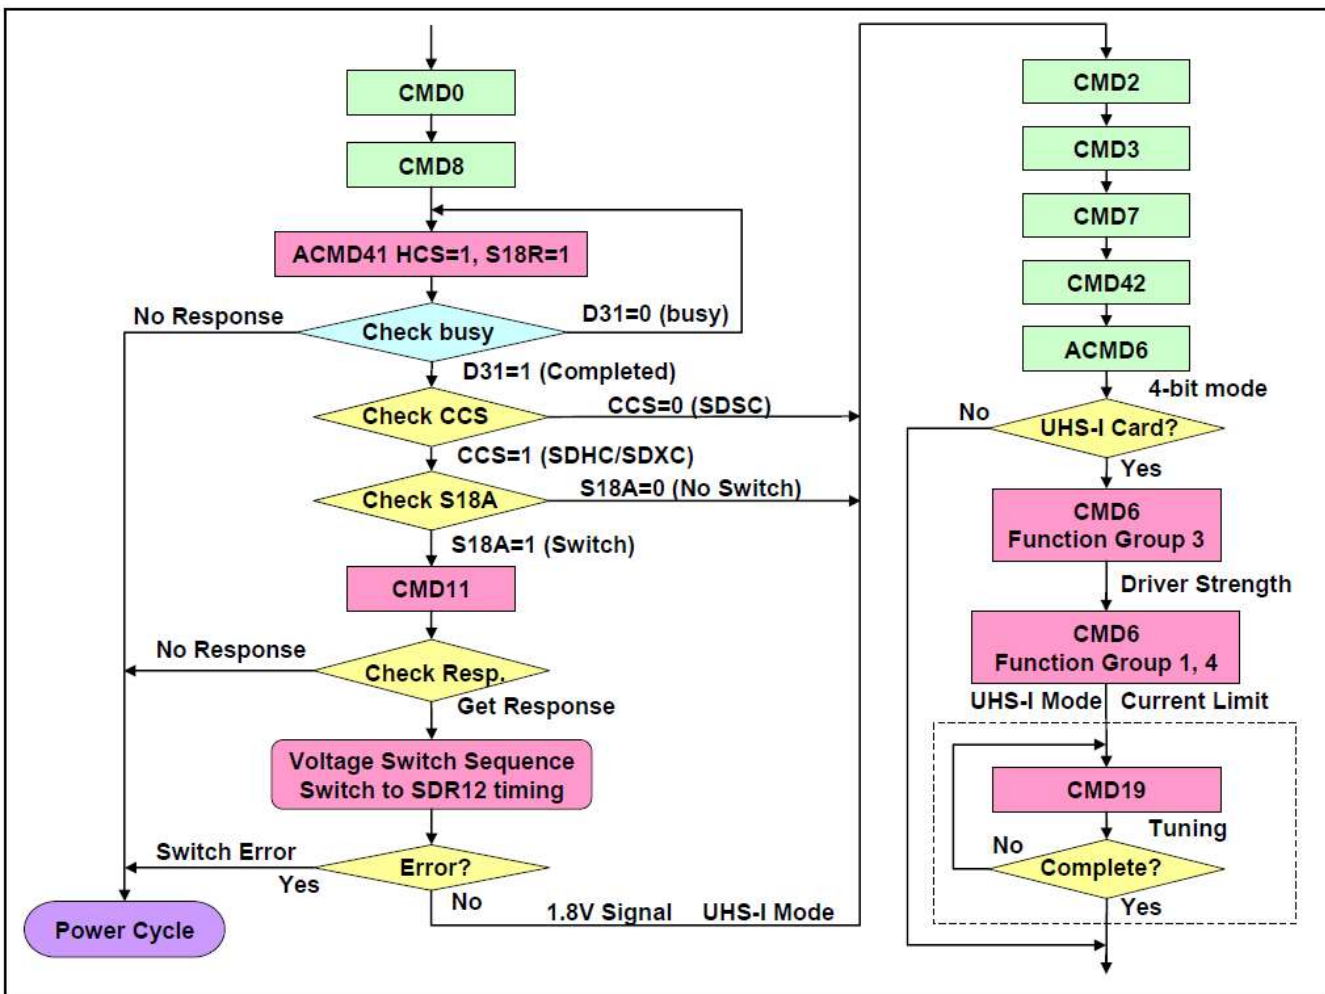 CMD0
CMD8
ACMD41 HCS=1, S18R=1
No Response
Check busy
D31=0 (busy)
D31=1 (Completed)
Check CCS
CCS=0 (SDSC)
CCS=1 (SDHC/SDXC)
Check S18A
S18A=0 (No Switch)
S18A=1 (Switch)
CMD11
No Response
Check Resp.
Get Response
Voltage Switch Sequence
Switch to SDR12 timing
Switch Error
Error?
Yes
No
1.8V Signal
UHS-I Mode
Power Cycle
CMD2
CMD3
CMD7
CMD42
ACMD6
4-bit mode
No
UHS-I Card?
Yes
CMD6
Function Group 3
Driver Strength
CMD6
Function Group 1, 4
UHS-I Mode
Current Limit
CMD19
Tuning
No
Complete?
Yes